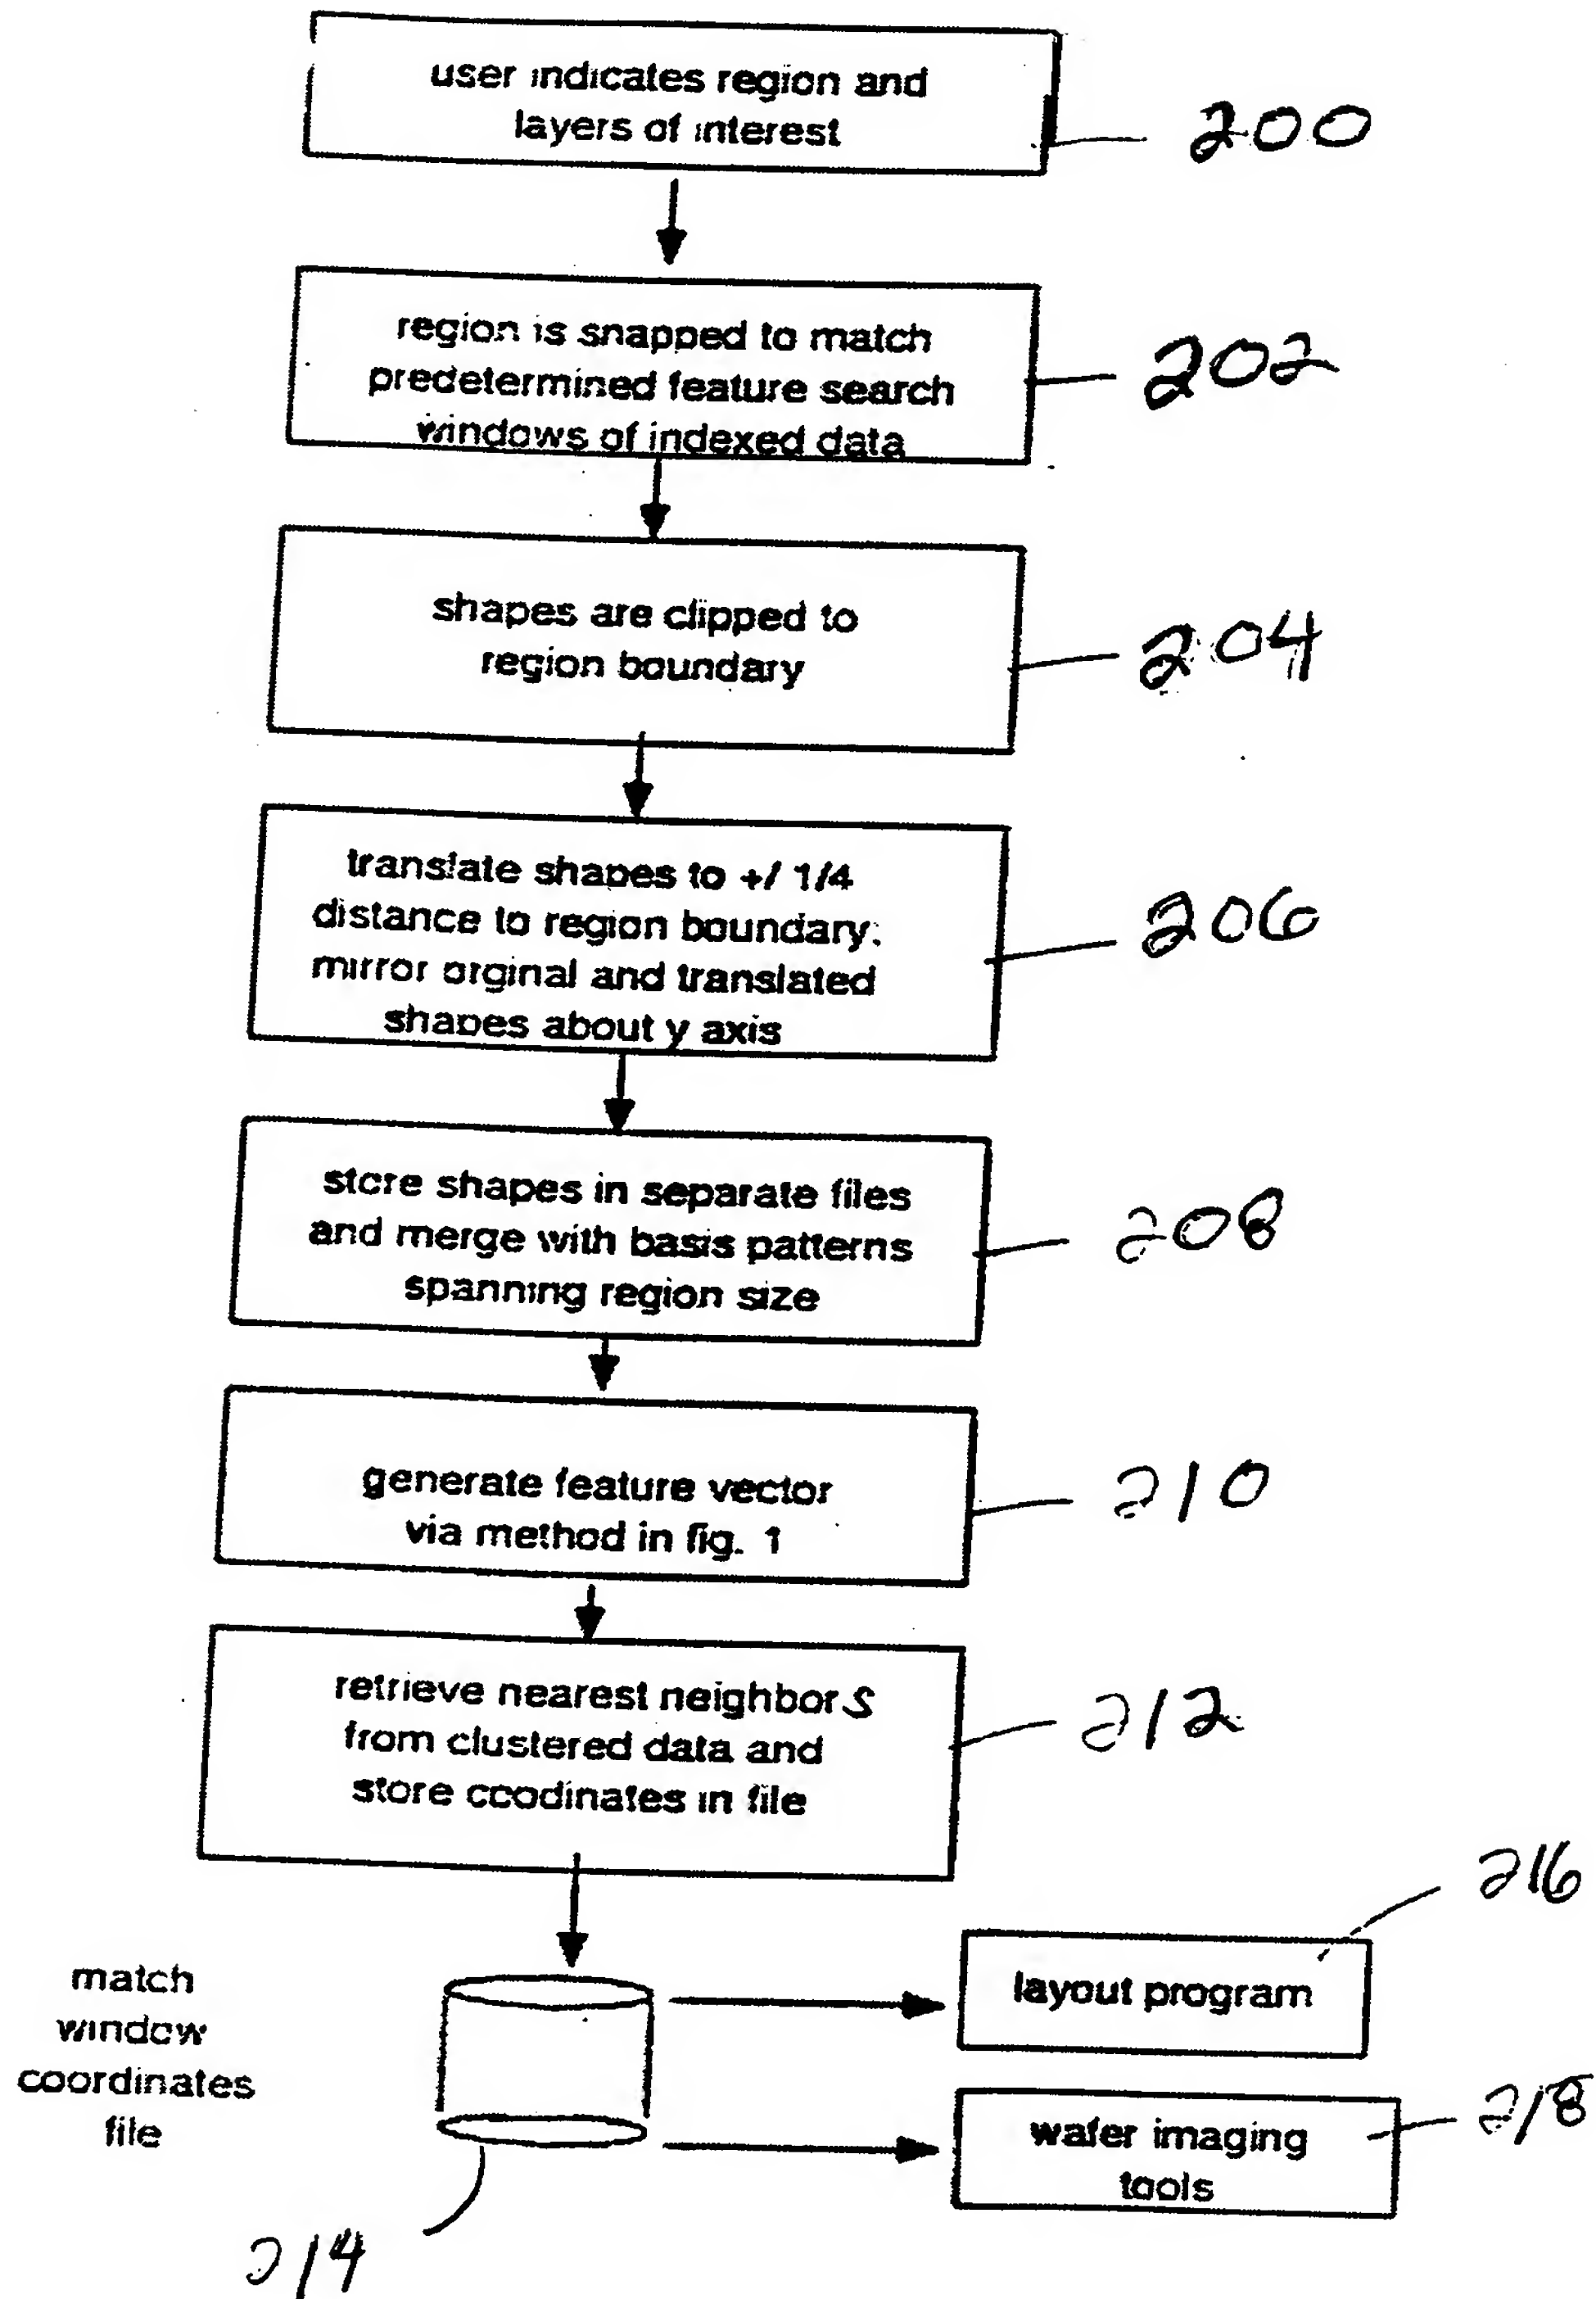 user indicates region and
layers of interest
200
region is snapped to match
predetermined feature search
windows of indexed data
202
shapes are clipped to
region boundary
204
translate shapes to +/ 1/4
distance to region boundary.
mirror orginal and translated
shapes about y axis
206
store shapes in separate files
and merge with basis patterns
spanning region size
208
generate feature vector
via method in fig. 1
210
retrieve nearest neighbors
from clustered data and
store coodinates in file
212
216
layout program
match
window
coordinates
file
218
wafer imaging
tools
214